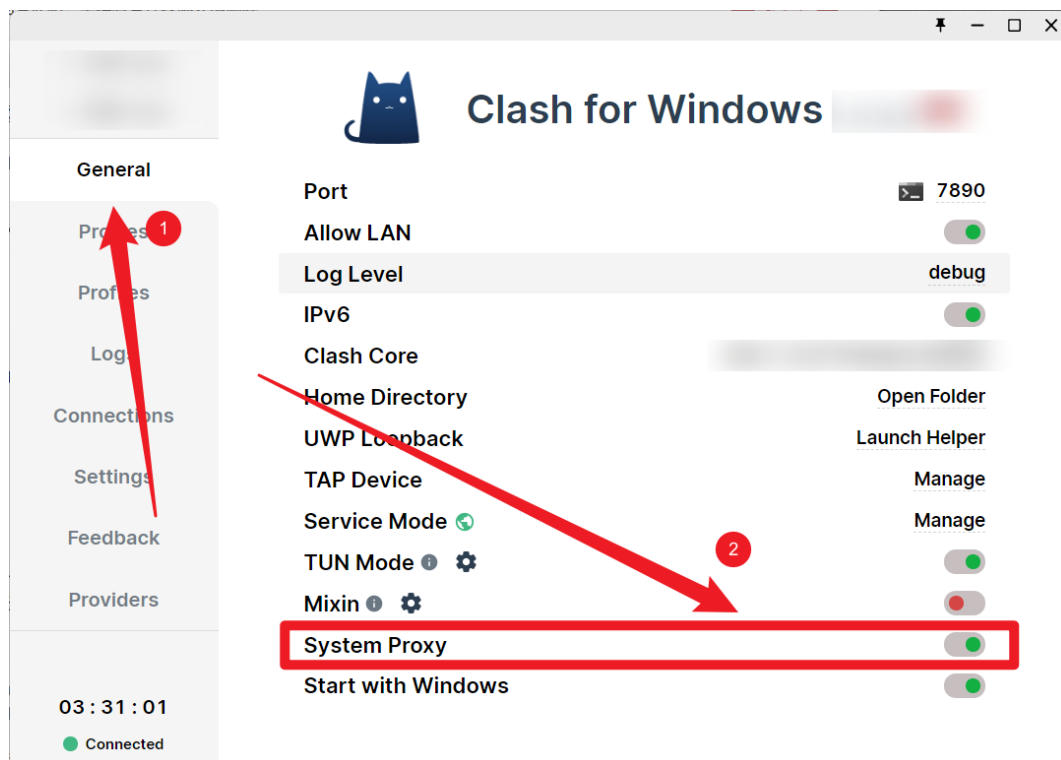 General
Proxies
Profiles
Logs
Connections
Settings
Feedback
Providers
03 : 31 : 01
Connected
1
Clash for Windows
Port 7890
Allow LAN
Log Level debug
IPv6
Clash Core
Home Directory Open Folder
UWP Loopback Launch Helper
TAP Device Manage
Service Mode Manage
2
TUN Mode
Mixin
System Proxy
Start with Windows